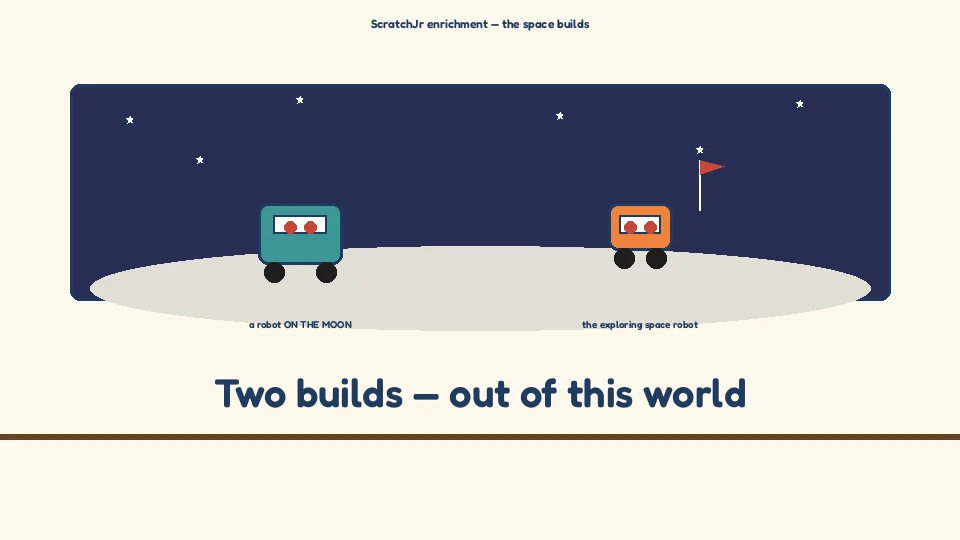 ScratchJr enrichment — the space builds
a robot ON THE MOON
the exploring space robot
Two builds — out of this world